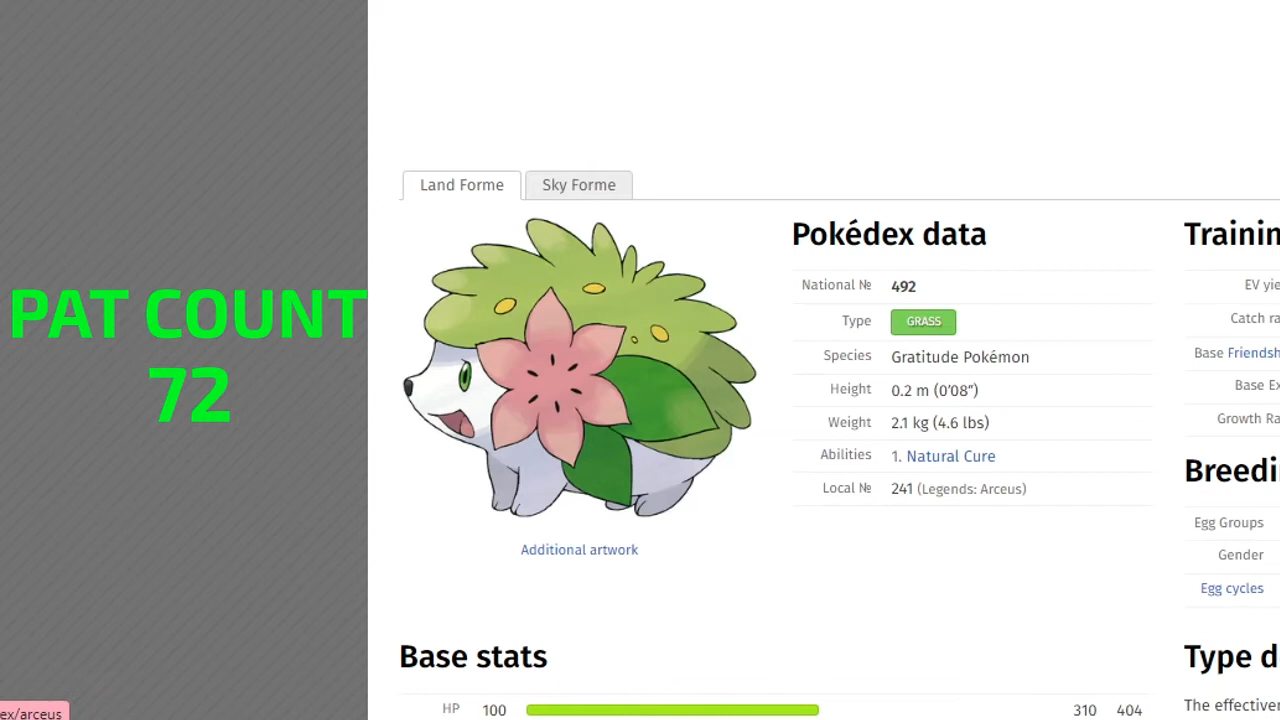 PAT COUNT
72
Land Forme
Sky Forme
Additional artwork
Pokédex data
National № 492
Type GRASS
Species Gratitude Pokémon
Height 0.2 m (0′08″)
Weight 2.1 kg (4.6 lbs)
Abilities 1. Natural Cure
Local № 241 (Legends: Arceus)
Trainin
EV yie
Catch ra
Base Friendsh
Base Ex
Growth Ra
Breedi
Egg Groups
Gender
Egg cycles
Base stats
HP 100 310 404
Type d
The effectiver
ex/arceus